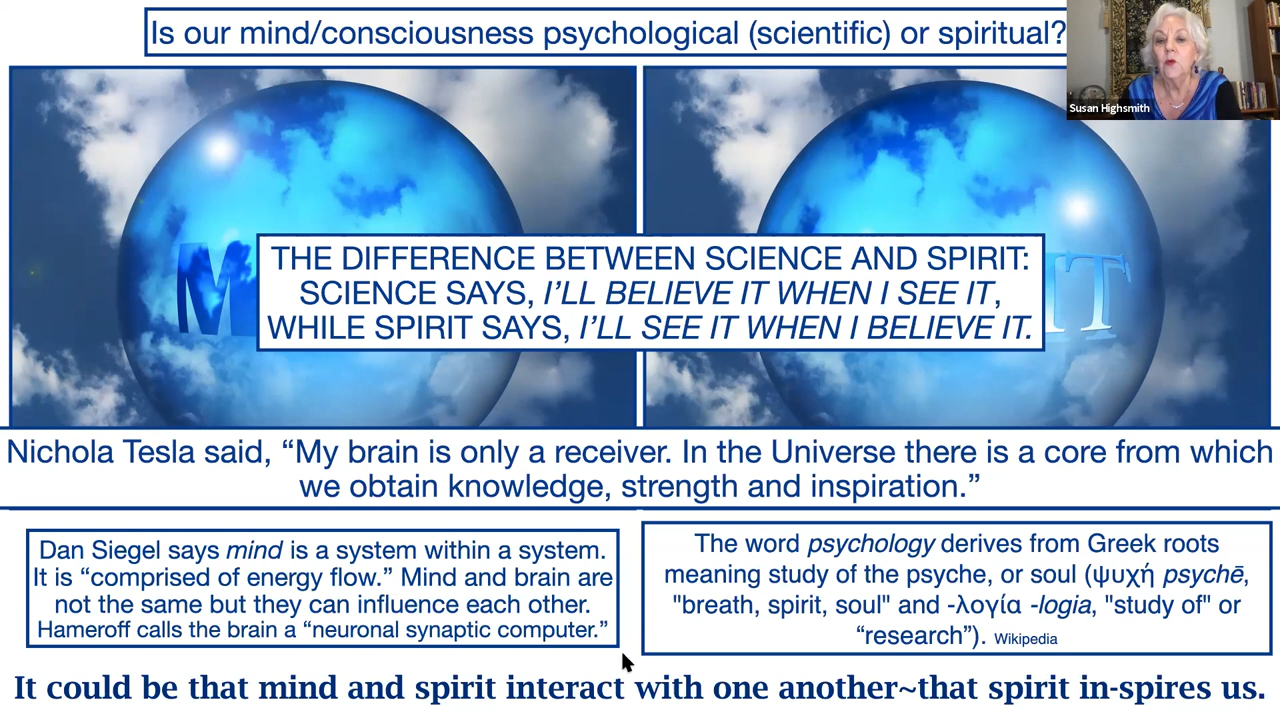 Is our mind/consciousness psychological (scientific) or spiritual?
Susan Highsmith
M
IT
THE DIFFERENCE BETWEEN SCIENCE AND SPIRIT:
SCIENCE SAYS, I’LL BELIEVE IT WHEN I SEE IT,
WHILE SPIRIT SAYS, I’LL SEE IT WHEN I BELIEVE IT.
Nichola Tesla said, “My brain is only a receiver. In the Universe there is a core from which
we obtain knowledge, strength and inspiration.”
Dan Siegel says mind is a system within a system.
It is “comprised of energy flow.” Mind and brain are
not the same but they can influence each other.
Hameroff calls the brain a “neuronal synaptic computer.”
The word psychology derives from Greek roots
meaning study of the psyche, or soul (ψυχή psychē,
"breath, spirit, soul" and -λογία -logia, "study of" or
“research”). Wikipedia
It could be that mind and spirit interact with one another~that spirit in-spires us.